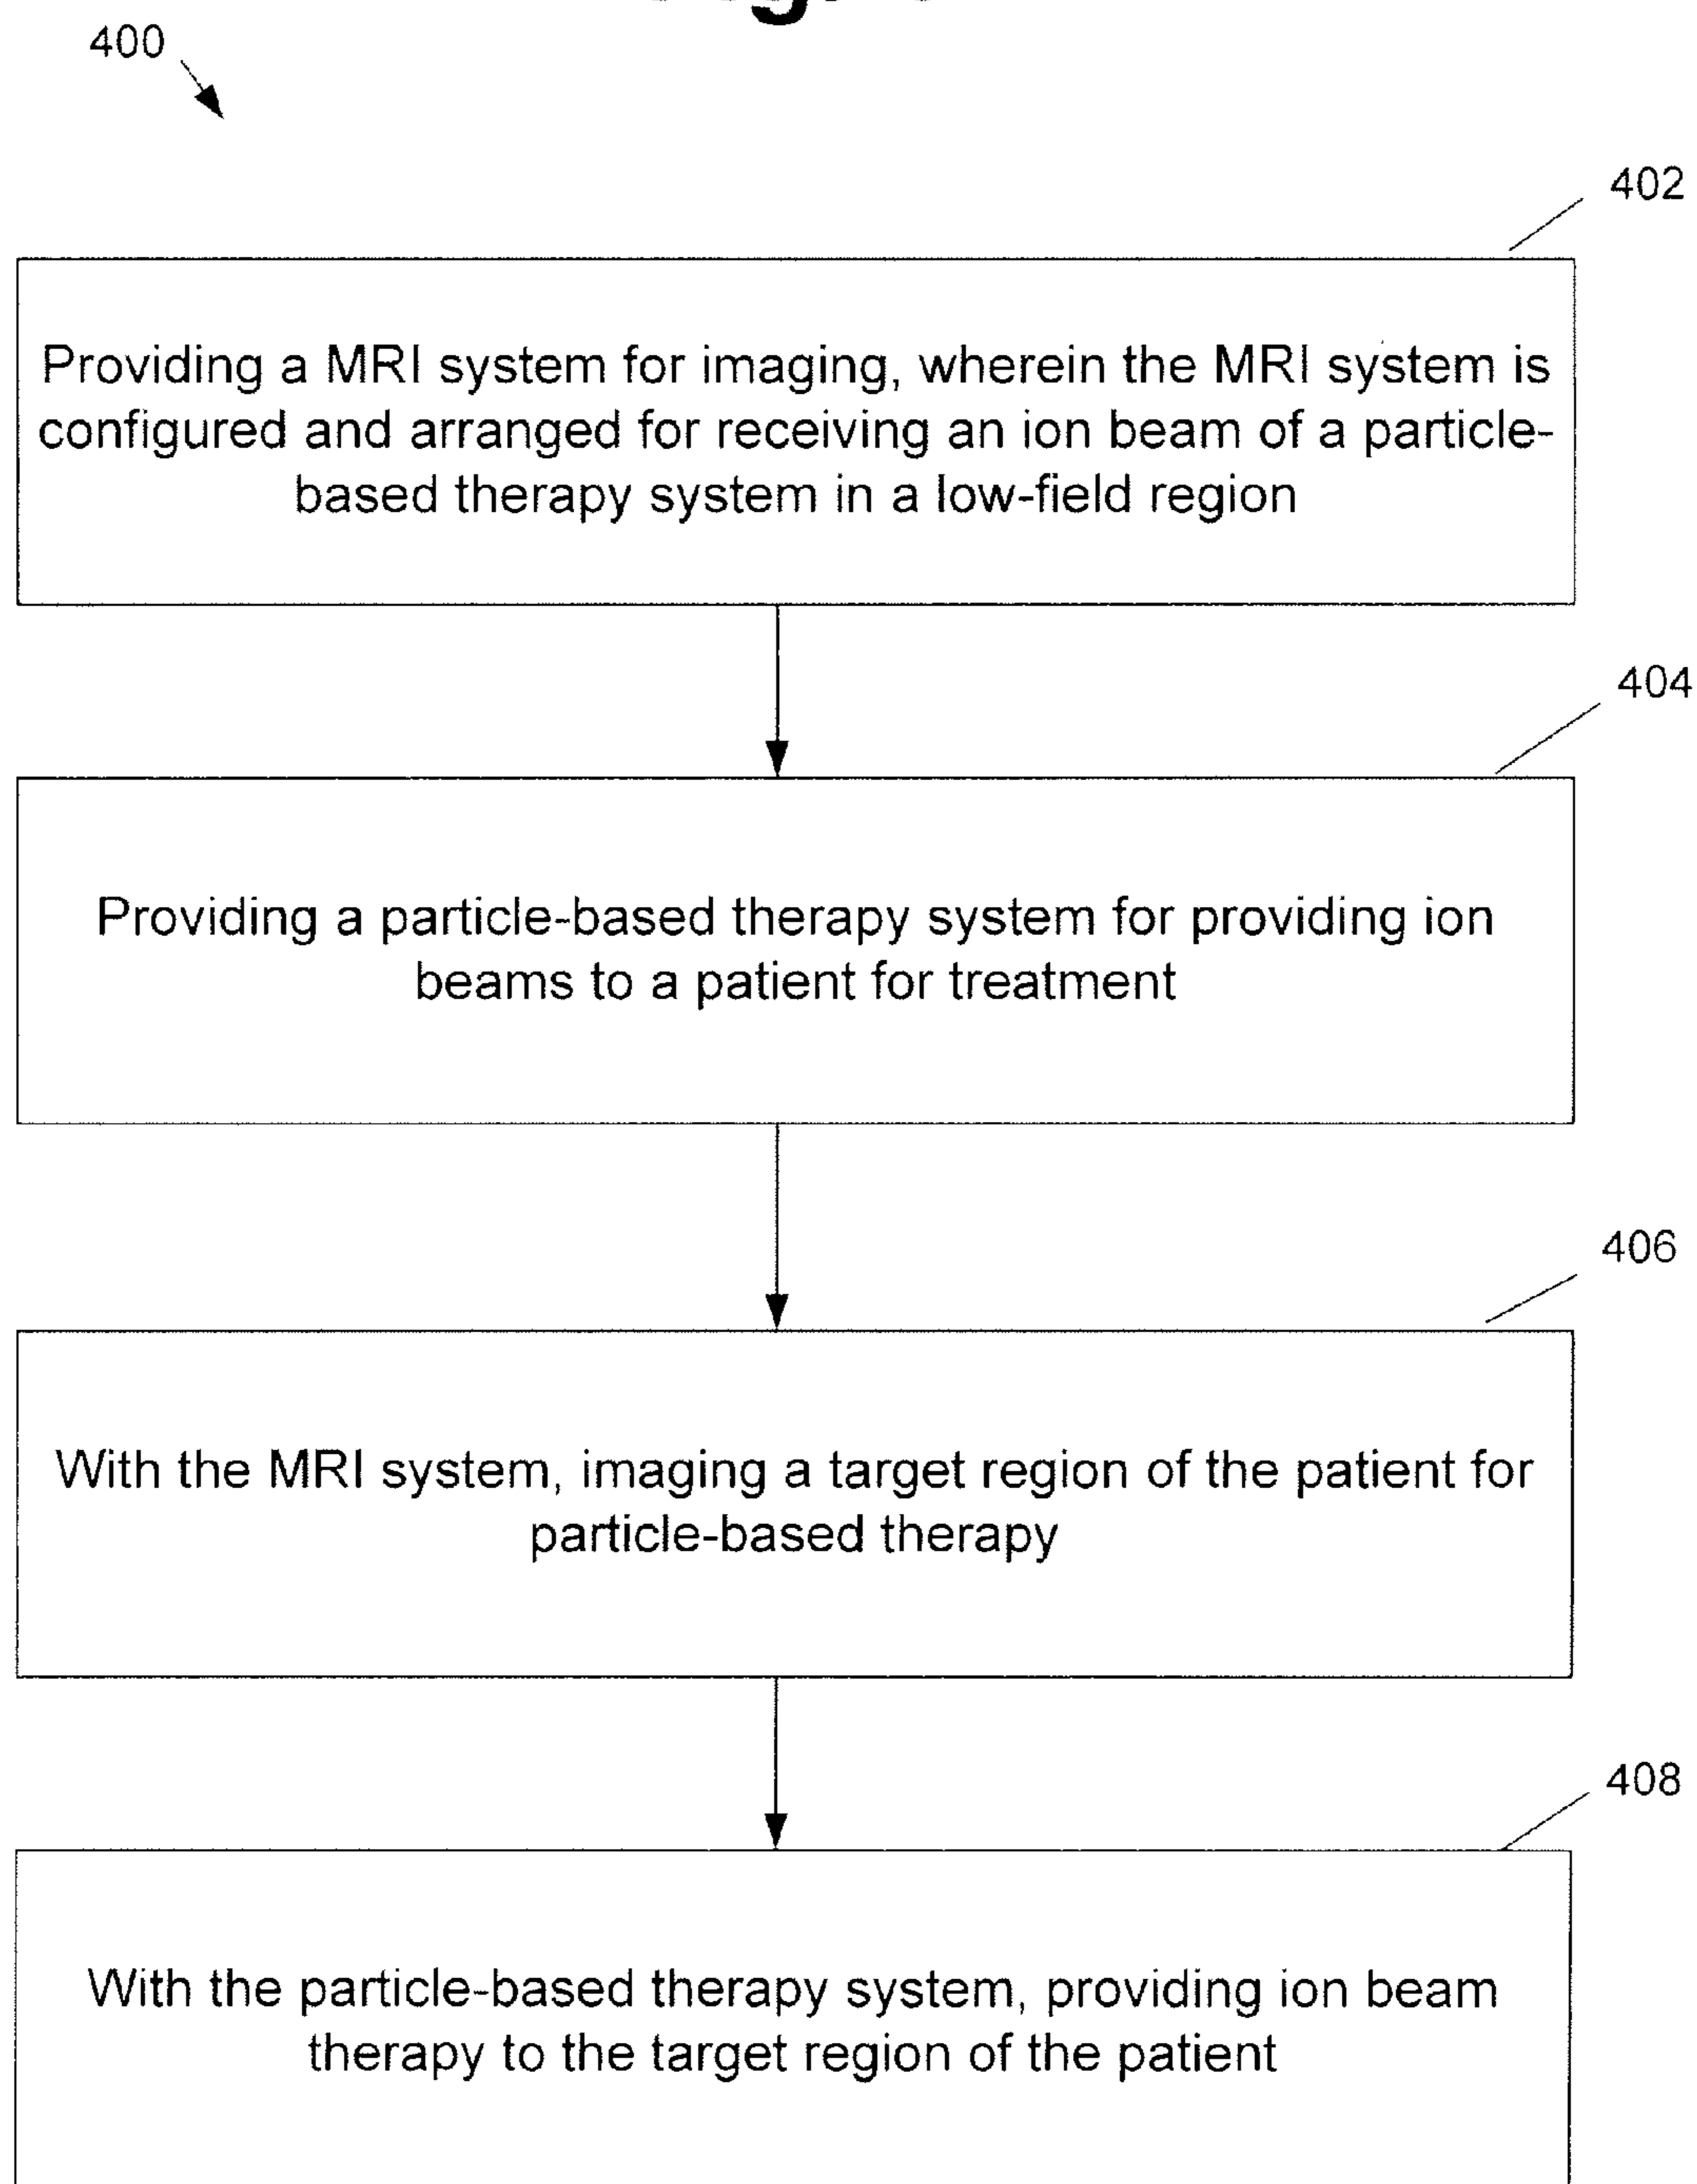 400
402
Providing a MRI system for imaging, wherein the MRI system is
configured and arranged for receiving an ion beam of a particle-
based therapy system in a low-field region
404
Providing a particle-based therapy system for providing ion
beams to a patient for treatment
406
With the MRI system, imaging a target region of the patient for
particle-based therapy
408
With the particle-based therapy system, providing ion beam
therapy to the target region of the patient